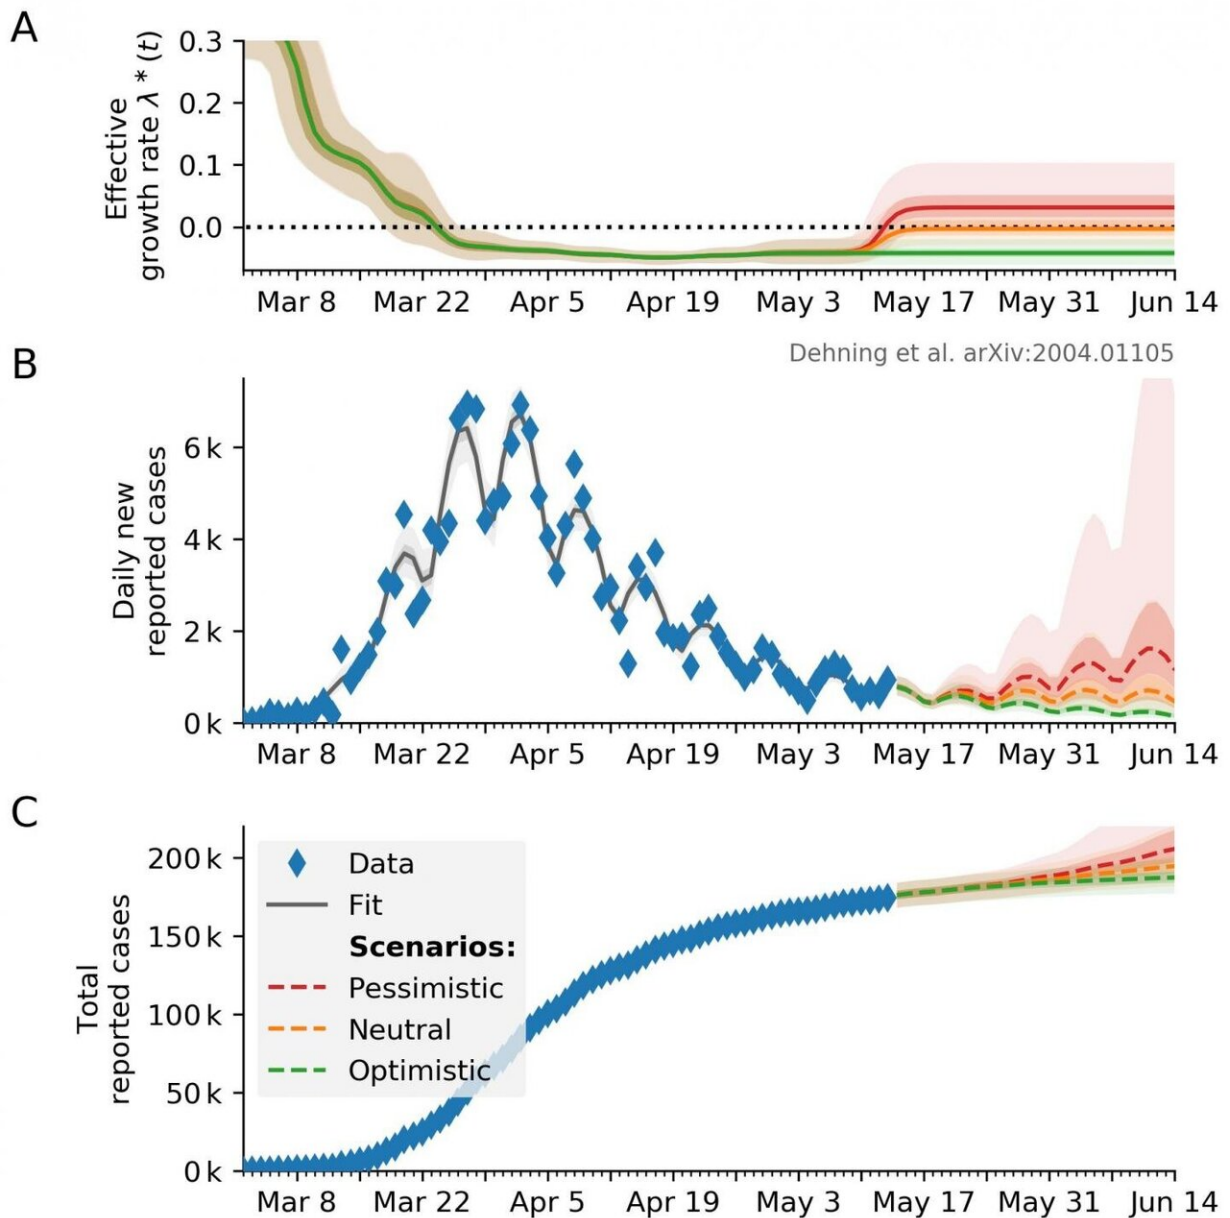 A
Effective
growth rate λ * (t)
0.3
0.2
0.1
0.0
Mar 8 Mar 22 Apr 5 Apr 19 May 3 May 17 May 31 Jun 14
Dehning et al. arXiv:2004.01105
B
Daily new
reported cases
6 k
4 k
2 k
0 k
Mar 8 Mar 22 Apr 5 Apr 19 May 3 May 17 May 31 Jun 14
C
Total
reported cases
200 k
150 k
100 k
50 k
0 k
Data
Fit
Scenarios:
Pessimistic
Neutral
Optimistic
Mar 8 Mar 22 Apr 5 Apr 19 May 3 May 17 May 31 Jun 14